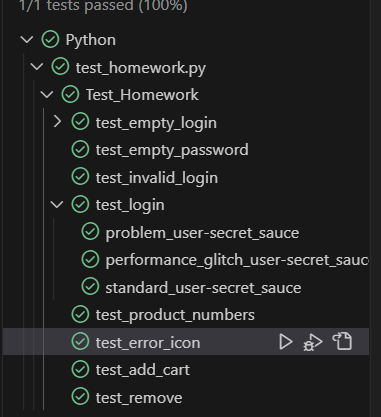 1/1 tests passed (100%)
Python
test_homework.py
Test_Homework
test_empty_login
test_empty_password
test_invalid_login
test_login
problem_user-secret_sauce
performance_glitch_user-secret_sauc
standard_user-secret_sauce
test_product_numbers
test_error_icon
test_add_cart
test_remove